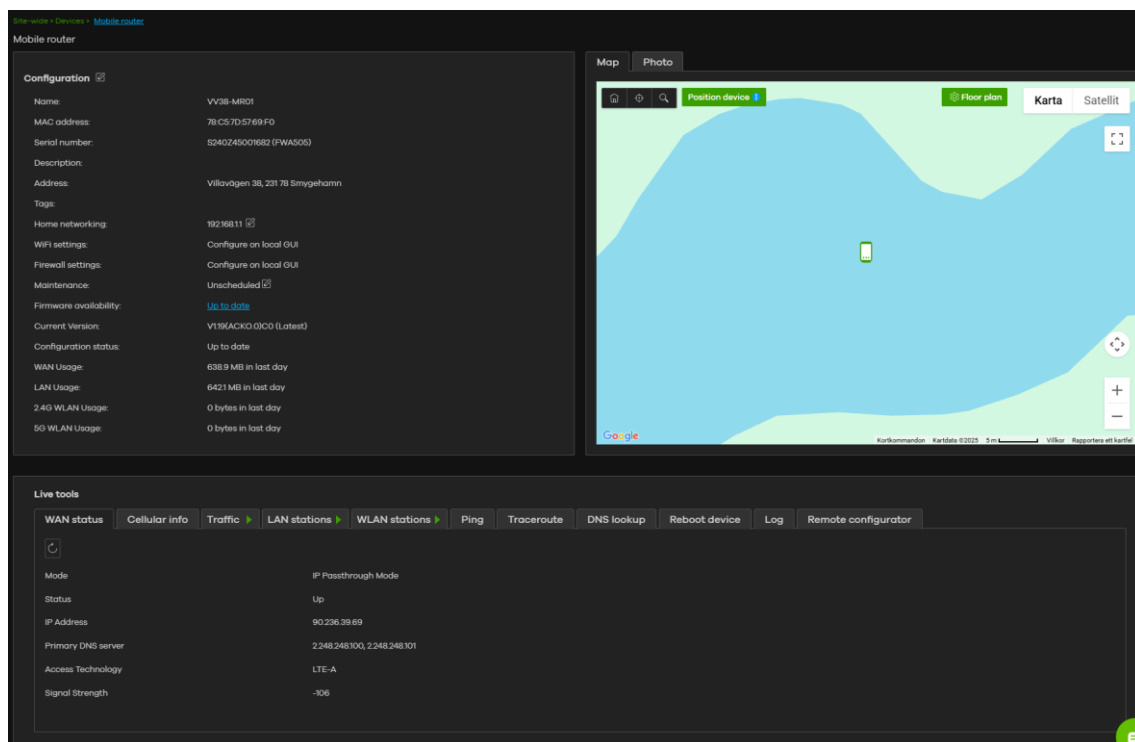 Site-wide > Devices > Mobile router
Mobile router
Configuration
Name: VV38-MR01
MAC address: 78:C5:7D:57:69:F0
Serial number: S240Z45001682 (FWA505)
Description:
Address: Villavägen 38, 231 78 Smygehamn
Tags:
Home networking: 192.168.1.1
WiFi settings: Configure on local GUI
Firewall settings: Configure on local GUI
Maintenance: Unscheduled
Firmware availability: Up to date
Current Version: V1.19(ACKO.0)C0 (Latest)
Configuration status: Up to date
WAN Usage: 638.9 MB in last day
LAN Usage: 642.1 MB in last day
2.4G WLAN Usage: 0 bytes in last day
5G WLAN Usage: 0 bytes in last day
Map Photo
Position device
Floor plan
Karta Satellit
Google
Kortkommandon Kartdata ©2025 5 m Villkor Rapportera ett kartfel
Live tools
WAN status Cellular info Traffic LAN stations WLAN stations Ping Traceroute DNS lookup Reboot device Log Remote configurator
Mode IP Passthrough Mode
Status Up
IP Address 90.236.39.69
Primary DNS server 2.248.248.100, 2.248.248.101
Access Technology LTE-A
Signal Strength -106